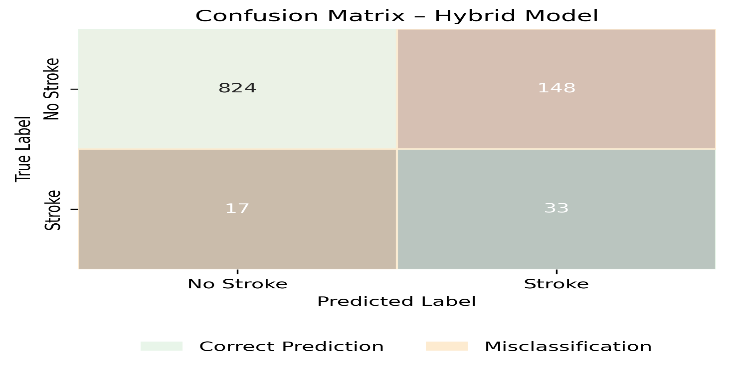 Confusion Matrix – Hybrid Model
True Label
No Stroke
824
148
Stroke
17
33
No Stroke
Stroke
Predicted Label
Correct Prediction
Misclassification